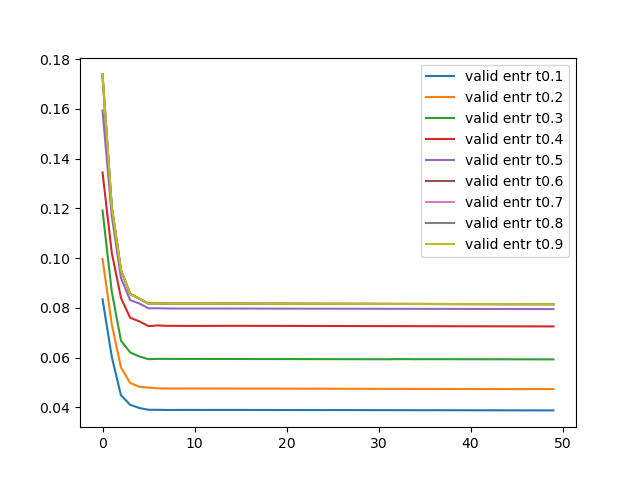 0.18
0.16
0.14
0.12
0.10
0.08
0.06
0.04
0
10
20
30
40
50
valid entr t0.1
valid entr t0.2
valid entr t0.3
valid entr t0.4
valid entr t0.5
valid entr t0.6
valid entr t0.7
valid entr t0.8
valid entr t0.9